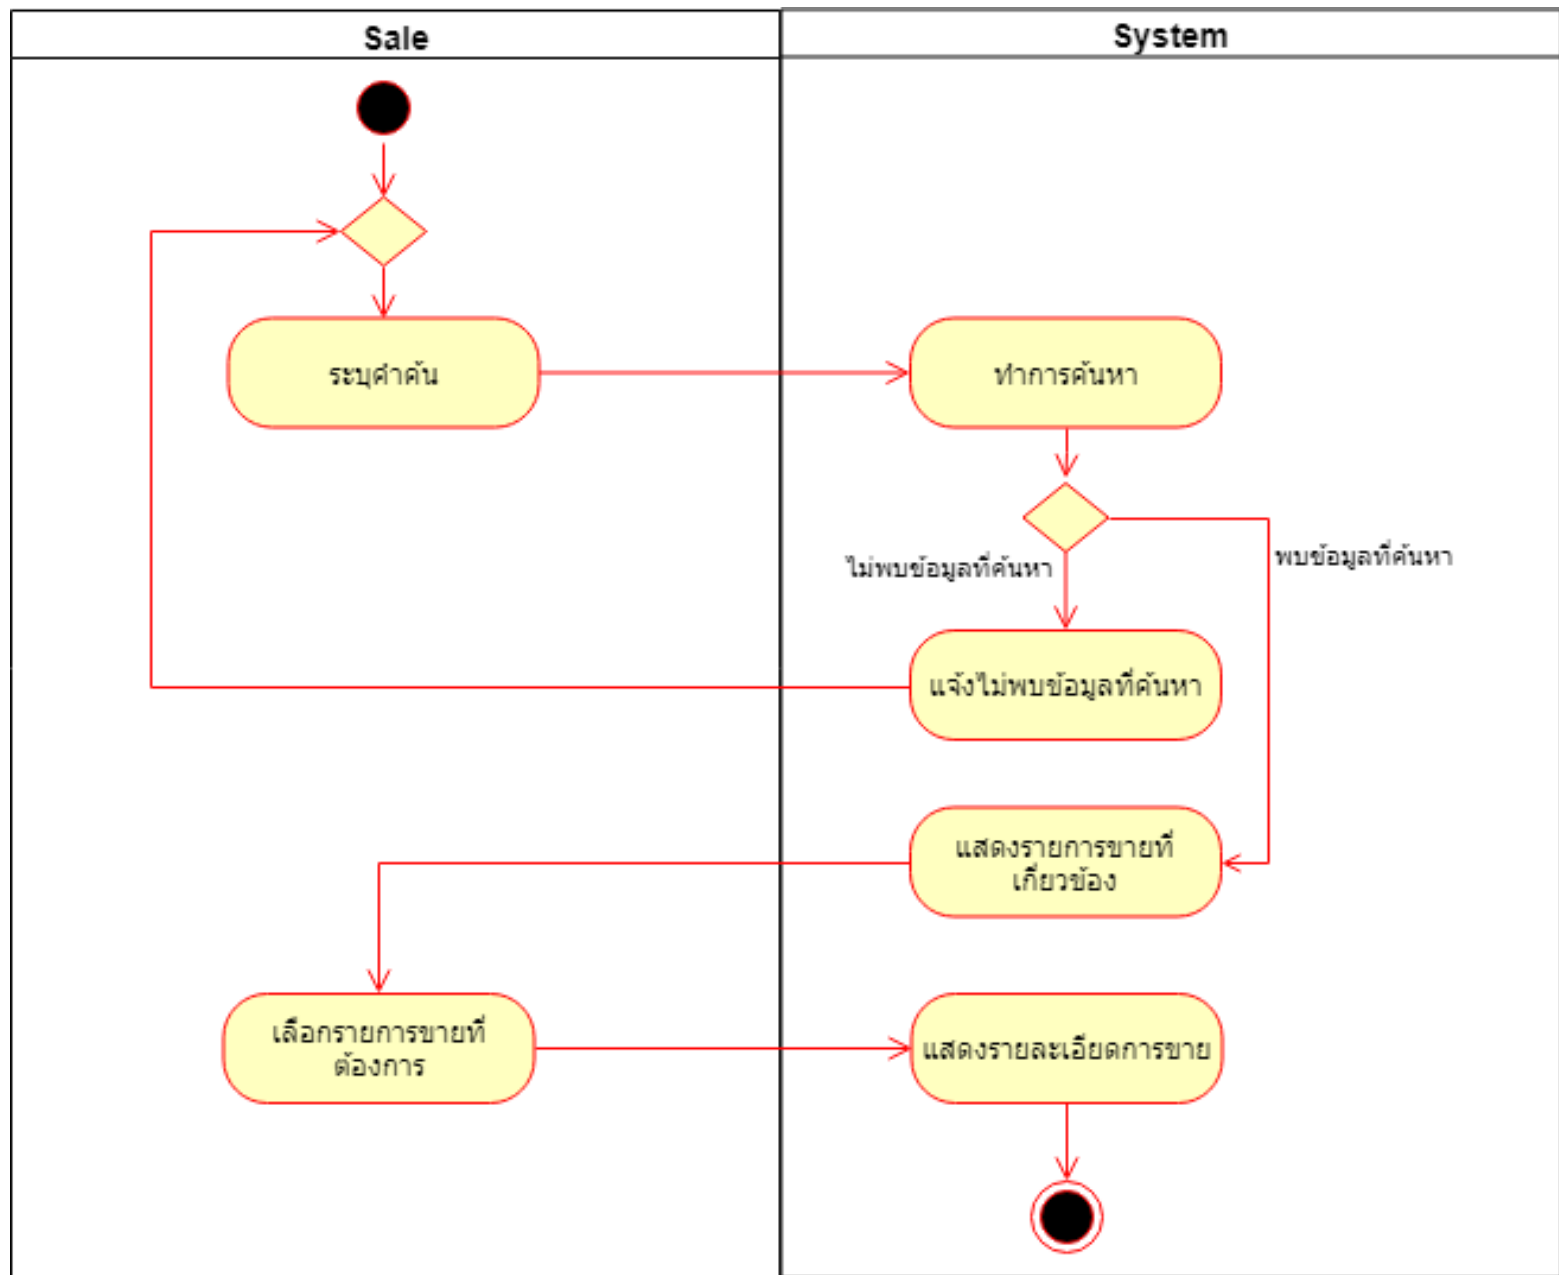 Sale
System
ระบุคำค้น
ทำการค้นหา
ไม่พบข้อมูลที่ค้นหา
พบข้อมูลที่ค้นหา
แจ้งไม่พบข้อมูลที่ค้นหา
แสดงรายการขายที่
เกี่ยวข้อง
เลือกรายการขายที่
ต้องการ
แสดงรายละเอียดการขาย